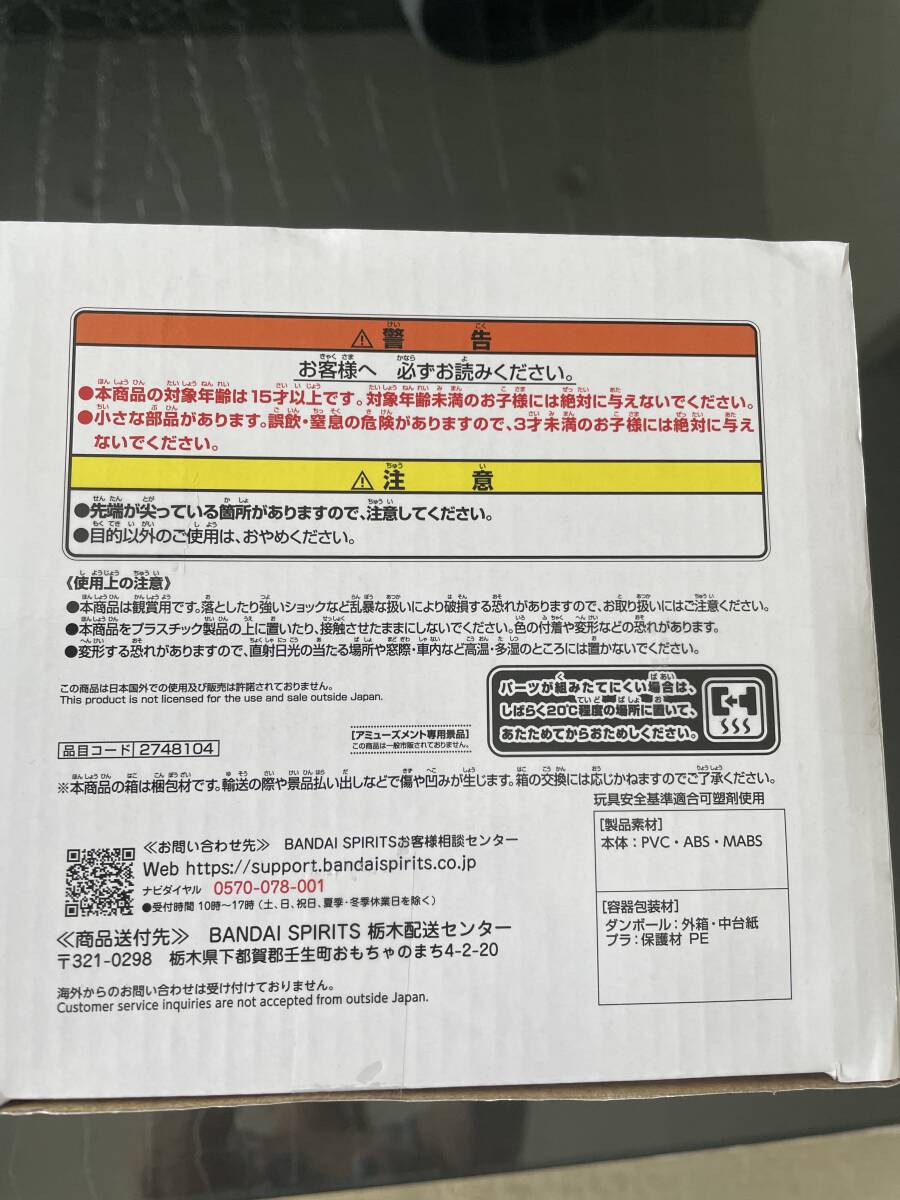 ⚠警告
お客様へ 必ずお読みください。
●本商品の対象年齢は15才以上です。対象年齢未満のお子様には絶対に与えないでください。
●小さな部品があります。誤飲・窒息の危険がありますので、3才未満のお子様には絶対に与え
ないでください。
⚠注意
●先端が尖っている箇所がありますので、注意してください。
●目的以外のご使用は、おやめください。
《使用上の注意》
●本商品は観賞用です。落としたり強いショックなど乱暴な扱いにより破損する恐れがありますので、お取り扱いにはご注意ください。
●本商品をプラスチック製品の上に置いたり、接触させたままにしないでください。色の付着や変形などの恐れがあります。
●変形する恐れがありますので、直射日光の当たる場所や窓際・車内など高温・多湿のところには置かないでください。
この商品は日本国外での使用及び販売は許諾されておりません。
This product is not licensed for the use and sale outside Japan.
パーツが組みたてにくい場合は、
しばらく20℃程度の場所に置いて、
あたためてからおためしください。
品目コード 2748104
[アミューズメント専用景品]
この商品は一般市販されておりません。
※本商品の箱は梱包材です。輸送の際や景品払い出しなどで傷や凹みが生じます。箱の交換には応じかねますのでご了承ください。
玩具安全基準適合可塑剤使用
[製品素材]
本体：PVC・ABS・MABS
[容器包装材]
ダンボール：外箱・中台紙
プラ：保護材 PE
≪お問い合わせ先≫ BANDAI SPIRITSお客様相談センター
Web https://support.bandaispirits.co.jp
ナビダイヤル 0570-078-001
●受付時間 10時〜17時（土、日、祝日、夏季・冬季休業日を除く）
≪商品送付先≫ BANDAI SPIRITS 栃木配送センター
〒321-0298 栃木県下都賀郡壬生町おもちゃのまち4-2-20
海外からのお問い合わせは受け付けておりません。
Customer service inquiries are not accepted from outside Japan.